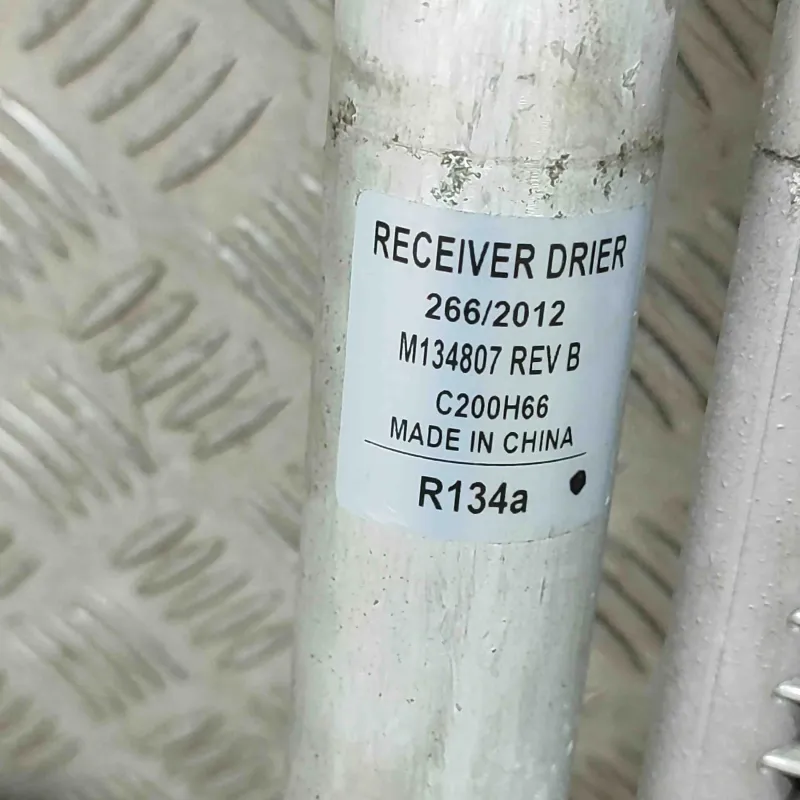 RECEIVER DRIER
266/2012
M134807 REV B
C200H66
MADE IN CHINA
R134a